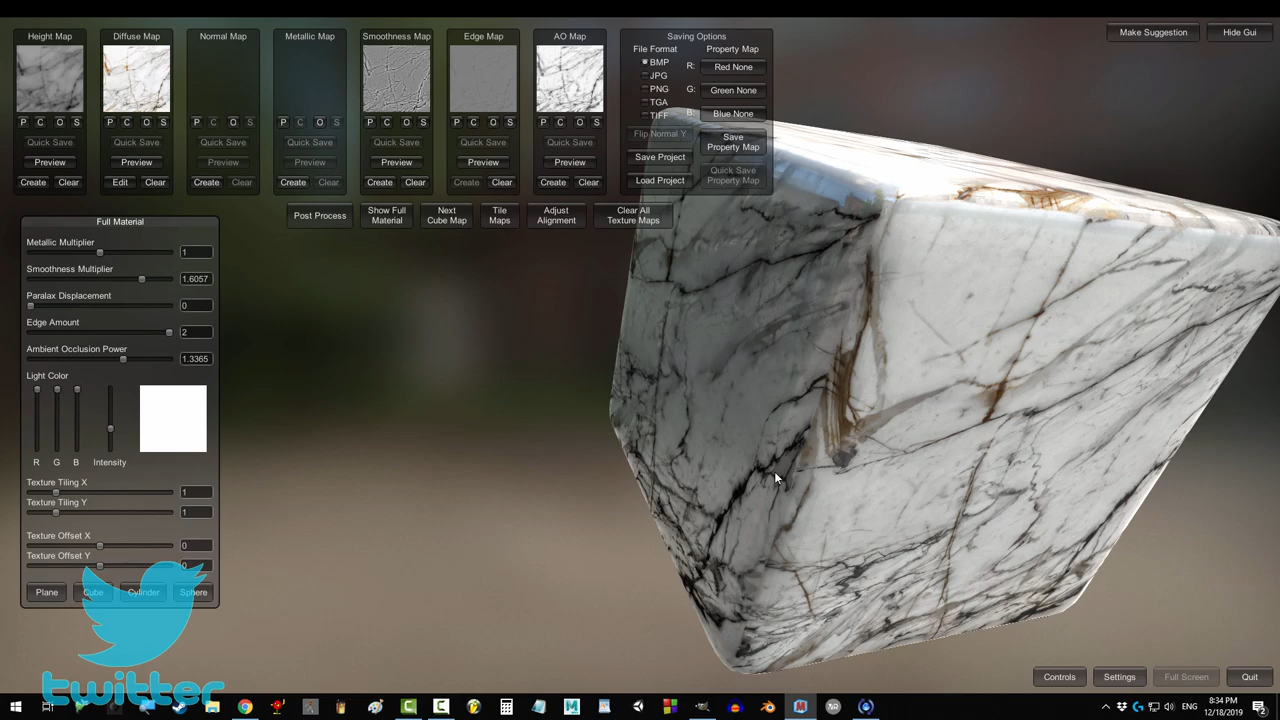 Height Map
Diffuse Map
Normal Map
Metallic Map
Smoothness Map
Edge Map
AO Map
Saving Options
Make Suggestion
Hide Gui
File Format
Property Map
BMP
JPG
PNG
TGA
TIFF
R: Red None
G: Green None
B: Blue None
P C O S
P C O S
P C O S
P C O S
P C O S
P C O S
P C O S
Quick Save
Quick Save
Quick Save
Quick Save
Quick Save
Quick Save
Quick Save
Flip Normal Y
Save
Property Map
Preview
Preview
Preview
Preview
Preview
Preview
Preview
Save Project
Quick Save
Property Map
Create Clear
Edit Clear
Create Clear
Create Clear
Create Clear
Create Clear
Create Clear
Load Project
Post Process
Show Full
Material
Next
Cube Map
Tile
Maps
Adjust
Alignment
Clear All
Texture Maps
Full Material
Metallic Multiplier
1
Smoothness Multiplier
1.6057
Paralax Displacement
0
Edge Amount
2
Ambient Occlusion Power
1.3365
Light Color
R G B Intensity
Texture Tiling X
1
Texture Tiling Y
1
Texture Offset X
0
Texture Offset Y
Plane Cube Cylinder Sphere
twitter
Controls
Settings
Full Screen
Quit
ENG
8:34 PM
12/18/2019
2